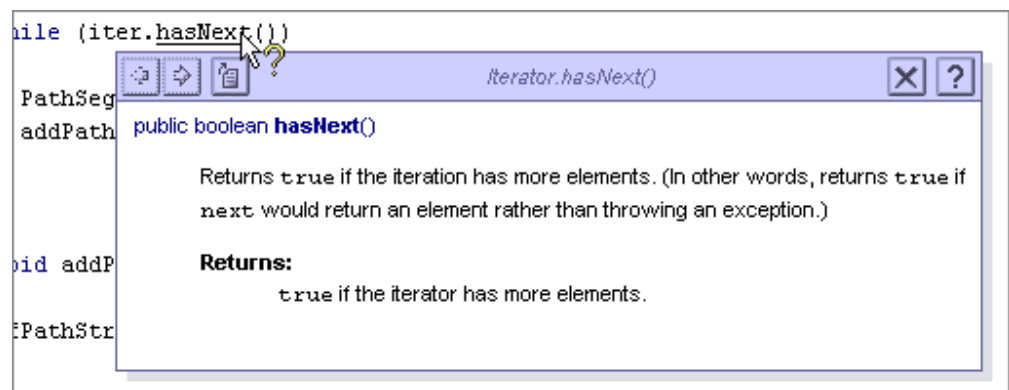 hile (iter.hasNext())
Iterator.hasNext()
?
PathSeg
public boolean hasNext()
addPath
Returns true if the iteration has more elements. (In other words, returns true if
next would return an element rather than throwing an exception.)
oid addP
Returns:
true if the iterator has more elements.
fPathStr